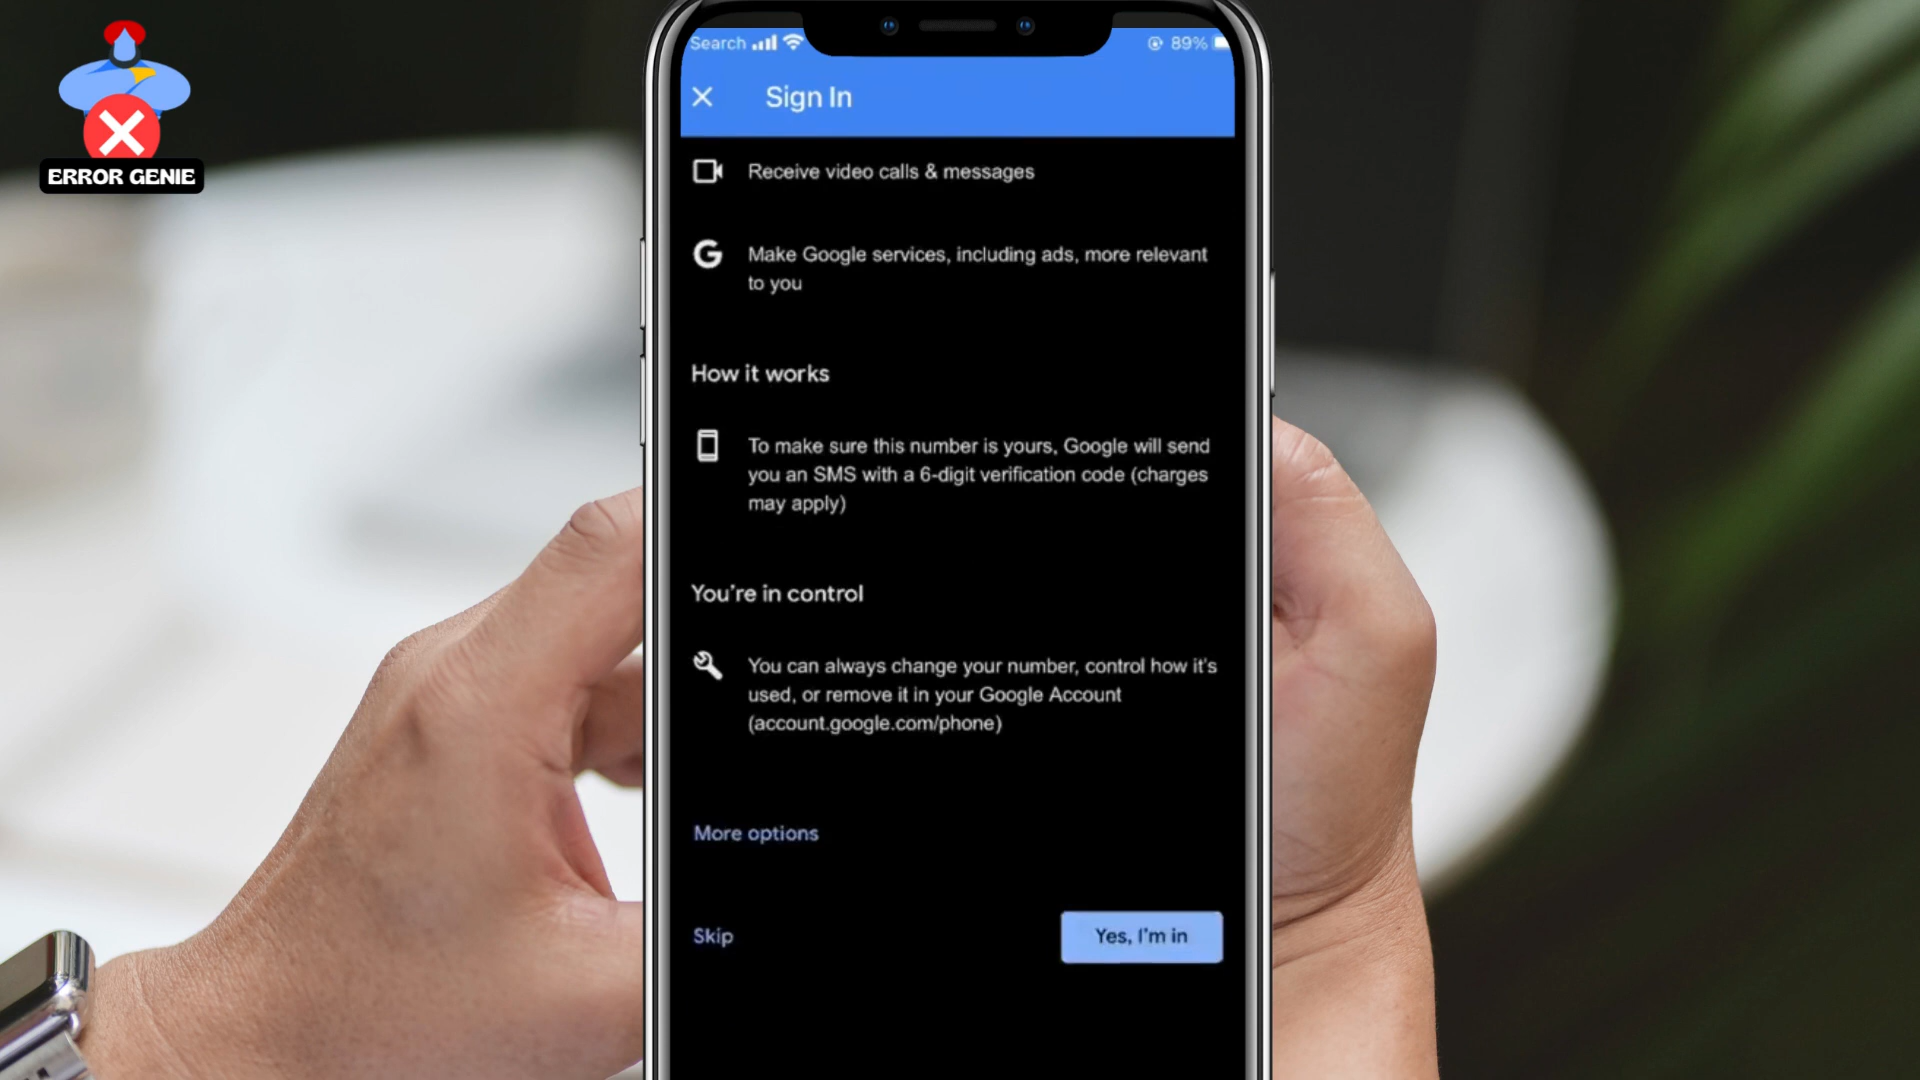 ERROR GENIE
Search
89%
Sign In
Receive video calls & messages
Make Google services, including ads, more relevant
to you
How it works
To make sure this number is yours, Google will send
you an SMS with a 6-digit verification code (charges
may apply)
You're in control
You can always change your number, control how it's
used, or remove it in your Google Account
(account.google.com/phone)
More options
Skip
Yes, I'm in